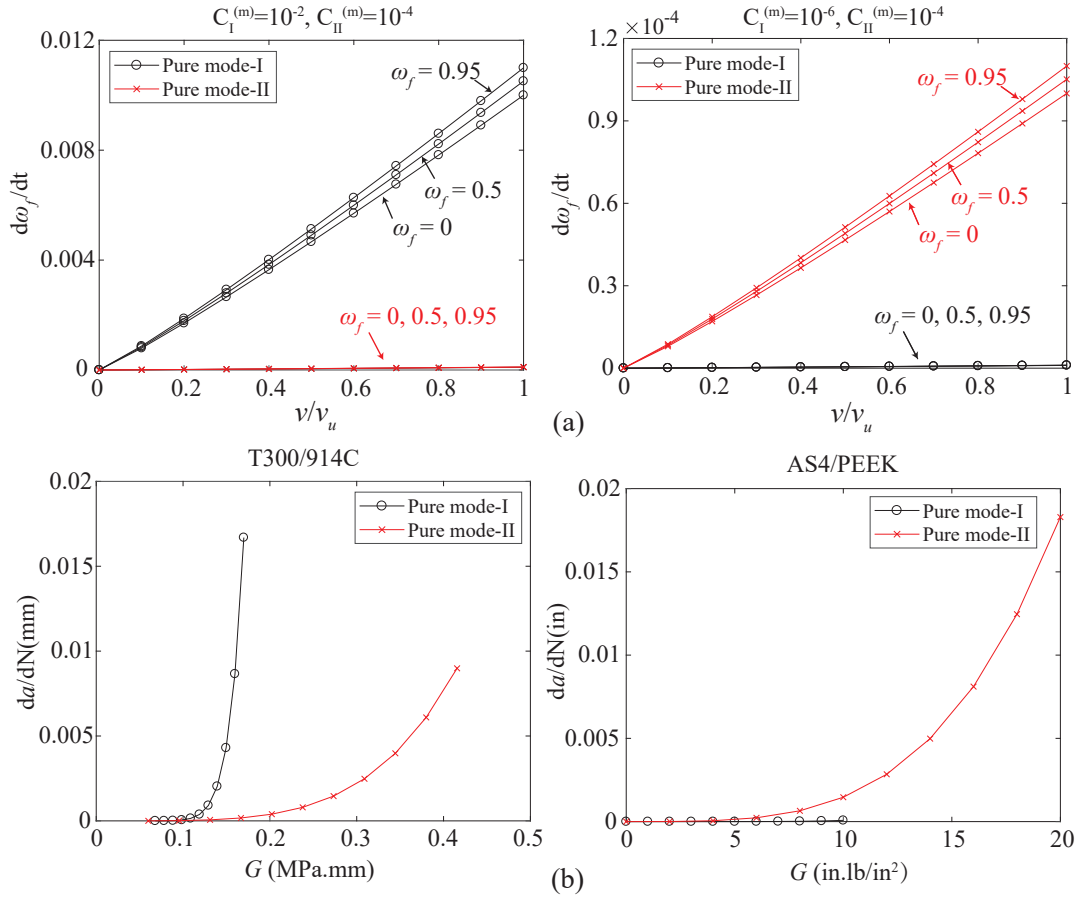 C_I^(m)=10^-2, C_II^(m)=10^-4
0.012
0.008
0.004
0
dω_f/dt
Pure mode-I
Pure mode-II
ω_f = 0.95
ω_f = 0.5
ω_f = 0
ω_f = 0, 0.5, 0.95
0 0.2 0.4 0.6 0.8 1
v/v_u
C_I^(m)=10^-6, C_II^(m)=10^-4
×10^-4
1.2
0.9
0.6
0.3
0
dω_f/dt
Pure mode-I
Pure mode-II
ω_f = 0.95
ω_f = 0.5
ω_f = 0
ω_f = 0, 0.5, 0.95
0 0.2 0.4 0.6 0.8 1
v/v_u
(a)
T300/914C
0.02
0.015
0.01
0.005
0
da/dN(mm)
Pure mode-I
Pure mode-II
0 0.1 0.2 0.3 0.4 0.5
G (MPa.mm)
AS4/PEEK
0.02
0.015
0.01
0.005
0
da/dN(in)
Pure mode-I
Pure mode-II
0 5 10 15 20
G (in.lb/in²)
(b)